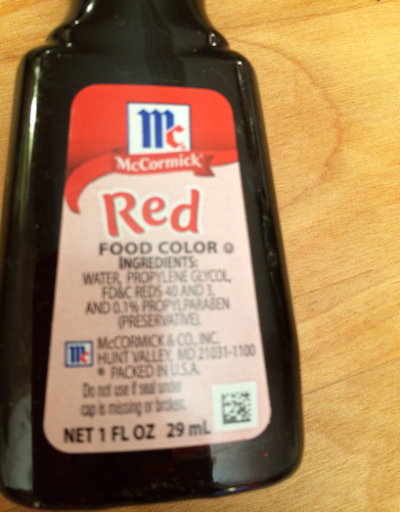 Mc
McCormick
Red
FOOD COLOR
INGREDIENTS:
WATER, PROPYLENE GLYCOL,
FD&C REDS 40 AND 3,
AND 0.1% PROPYLPARABEN
(PRESERVATIVE).
Mc McCORMICK & CO., INC.
HUNT VALLEY, MD 21031-1100
* PACKED IN U.S.A.
Do not use if seal under
cap is missing or broken.
NET 1 FL OZ 29 mL